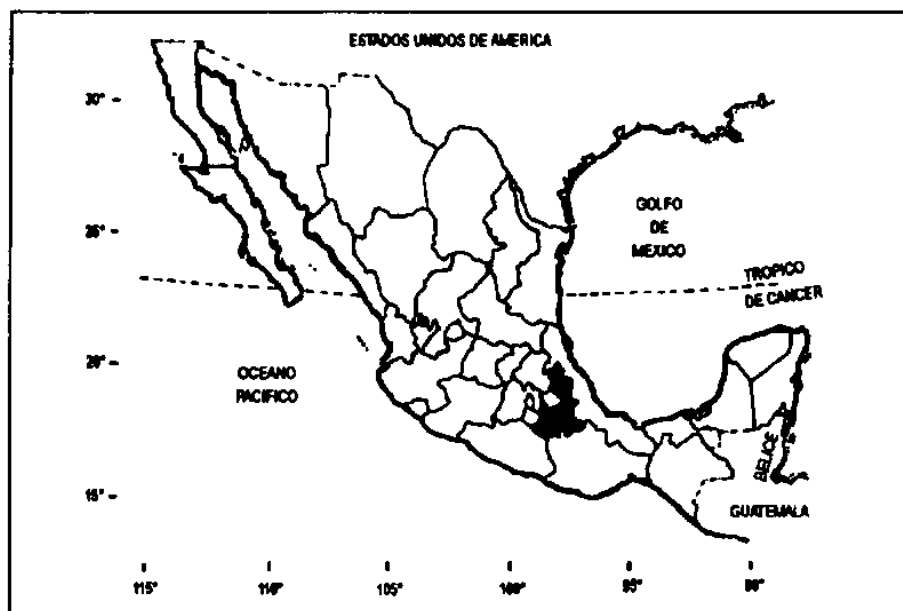 ESTADOS UNIDOS DE AMERICA
30°
GOLFO
DE
MEXICO
25°
TROPICO
DE CANCER
20°
OCEANO
PACIFICO
BELICE
15°
GUATEMALA
115°
110°
105°
100°
95°
90°